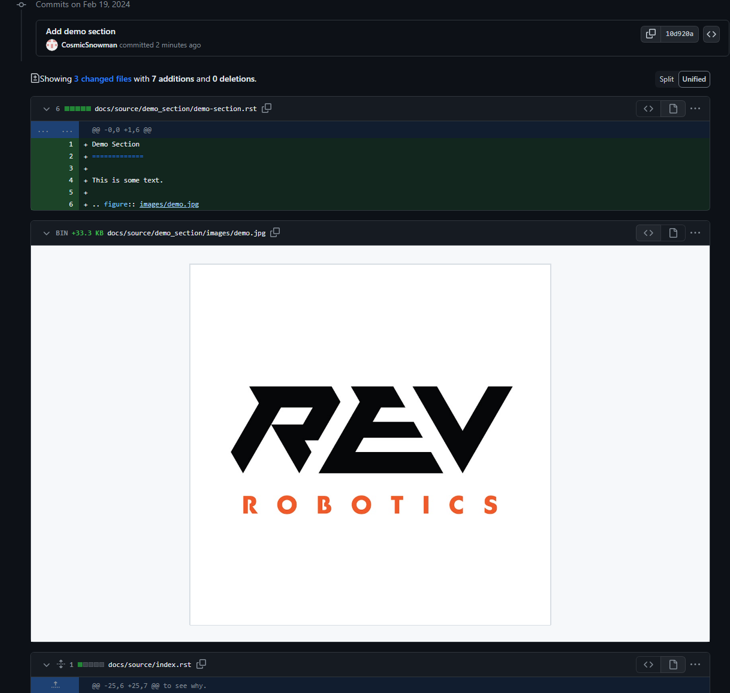 Commits on Feb 19, 2024
Add demo section
CosmicSnowman committed 2 minutes ago
10d920a
Showing 3 changed files with 7 additions and 0 deletions.
Split Unified
6 docs/source/demo_section/demo-section.rst
... ... @@ -0,0 +1,6 @@
1 + Demo Section
2 + =============
3 +
4 + This is some text.
5 +
6 + .. figure:: images/demo.jpg
BIN +33.3 KB docs/source/demo_section/images/demo.jpg
REV
ROBOTICS
1 docs/source/index.rst
@@ -25,6 +25,7 @@ to see why.